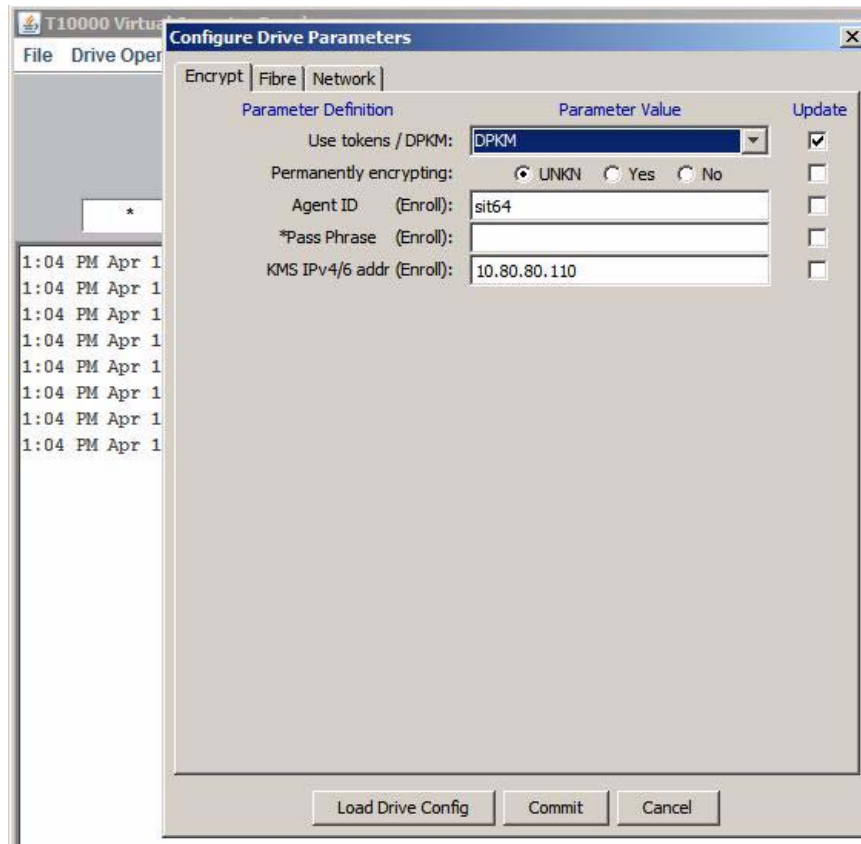 T10000 Virtua
Configure Drive Parameters
File Drive Oper
Encrypt Fibre Network
Parameter Definition Parameter Value Update
Use tokens / DPKM: DPKM
Permanently encrypting: UNKN Yes No
*
Agent ID (Enroll): sit64
*Pass Phrase (Enroll):
KMS IPv4/6 addr (Enroll): 10.80.80.110
1:04 PM Apr 1
1:04 PM Apr 1
1:04 PM Apr 1
1:04 PM Apr 1
1:04 PM Apr 1
1:04 PM Apr 1
1:04 PM Apr 1
1:04 PM Apr 1
Load Drive Config Commit Cancel